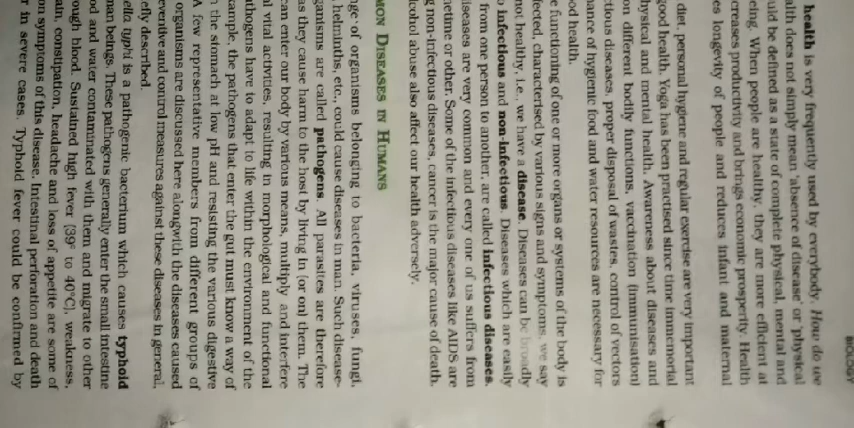 BIOLOGY
health is very frequently used by everybody. How do we
alth does not simply mean 'absence of disease' or 'physical
uld be defined as a state of complete physical, mental and
eing. When people are healthy, they are more efficient at
creases productivity and brings economic prosperity. Health
es longevity of people and reduces infant and maternal
diet, personal hygiene and regular exercise are very important
good health. Yoga has been practised since time immemorial
hysical and mental health. Awareness about diseases and
on different bodily functions, vaccination (immunisation)
tious diseases, proper disposal of wastes, control of vectors
nance of hygienic food and water resources are necessary for
od health.
e functioning of one or more organs or systems of the body is
fected, characterised by various signs and symptoms, we say
not healthy, i.e., we have a disease. Diseases can be broadly
o infectious and non-infectious. Diseases which are easily
from one person to another, are called infectious diseases.
iseases are very common and every one of us suffers from
metime or other. Some of the infectious diseases like AIDS are
g non-infectious diseases, cancer is the major cause of death.
lcohol abuse also affect our health adversely.
MON DISEASES IN HUMANS
nge of organisms belonging to bacteria, viruses, fungi,
helminths, etc., could cause diseases in man. Such disease-
ganisms are called pathogens. All parasites are therefore
as they cause harm to the host by living in (or on) them. The
can enter our body by various means, multiply and interfere
l vital activities, resulting in morphological and functional
athogens have to adapt to life within the environment of the
xample, the pathogens that enter the gut must know a way of
n the stomach at low pH and resisting the various digestive
A few representative members from different groups of
organisms are discussed here alongwith the diseases caused
eventive and control measures against these diseases in general,
efly described.
ella typhi is a pathogenic bacterium which causes typhoid
man beings. These pathogens generally enter the small intestine
od and water contaminated with them and migrate to other
rough blood. Sustained high fever (39° to 40°C), weakness,
ain, constipation, headache and loss of appetite are some of
on symptoms of this disease. Intestinal perforation and death
r in severe cases. Typhoid fever could be confirmed by